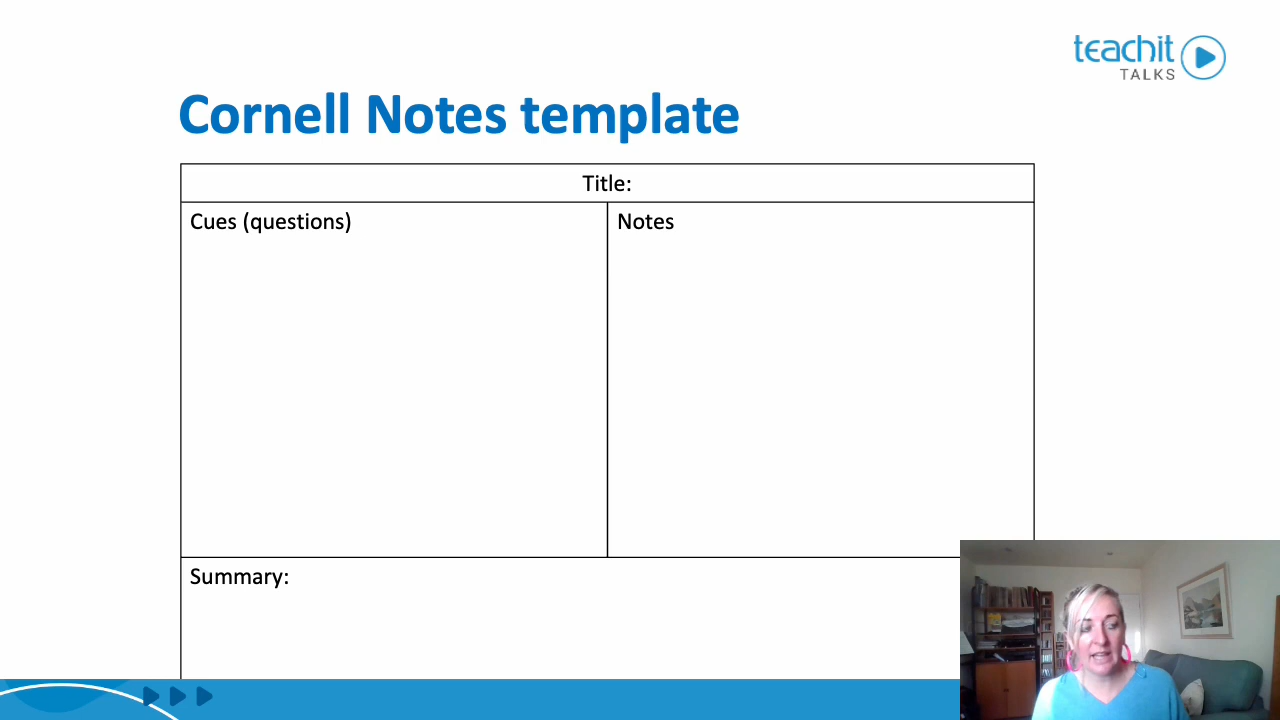 teachit
TALKS
Cornell Notes template
Title:
Cues (questions)
Notes
Summary: